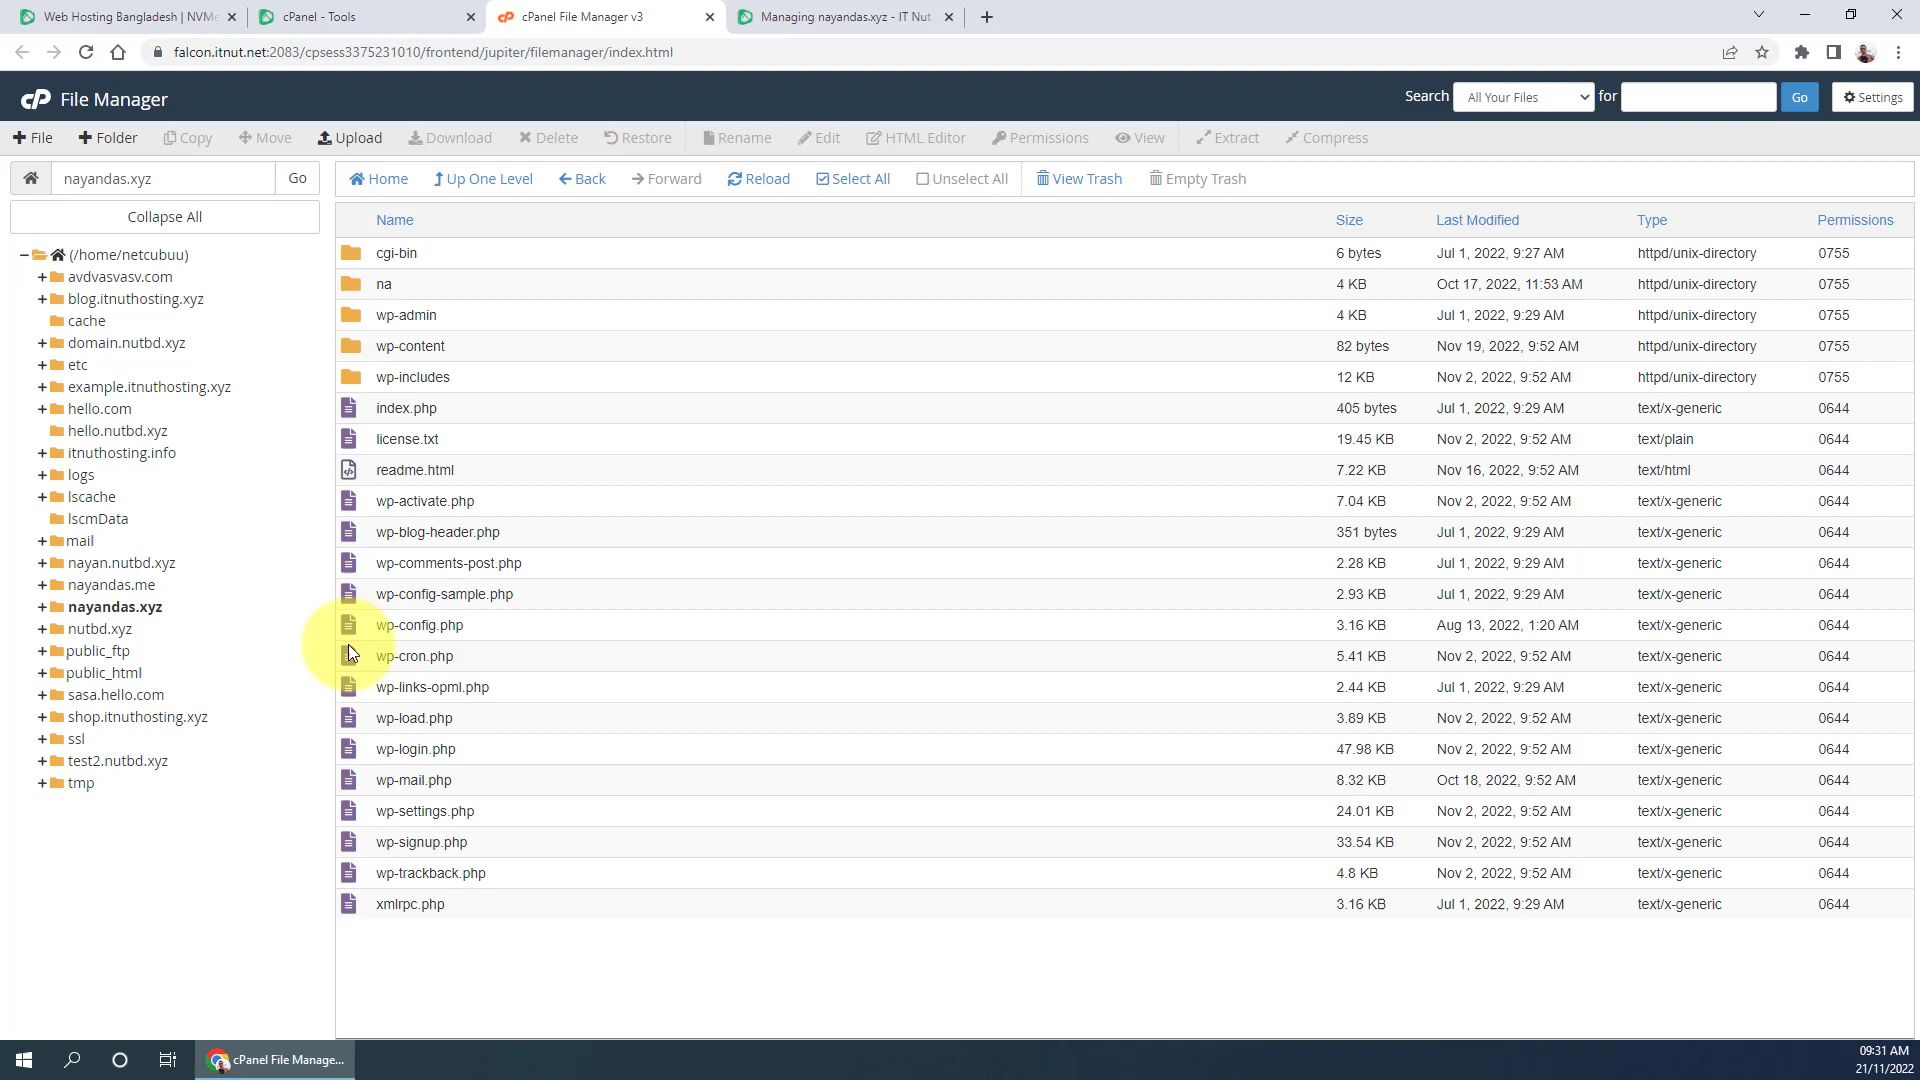 Web Hosting Bangladesh | NVMe
cPanel - Tools
cPanel File Manager v3
Managing nayandas.xyz - IT Nut
falcon.itnut.net:2083/cpsess3375231010/frontend/jupiter/filemanager/index.html
cP File Manager
Search All Your Files for Go Settings
File Folder Copy Move Upload Download Delete Restore Rename Edit HTML Editor Permissions View Extract Compress
nayandas.xyz Go
Home Up One Level Back Forward Reload Select All Unselect All View Trash Empty Trash
Collapse All
(/home/netcubuu)
avdvasvasv.com
blog.itnuthosting.xyz
cache
domain.nutbd.xyz
etc
example.itnuthosting.xyz
hello.com
hello.nutbd.xyz
itnuthosting.info
logs
lscache
lscmData
mail
nayan.nutbd.xyz
nayandas.me
nayandas.xyz
nutbd.xyz
public_ftp
public_html
sasa.hello.com
shop.itnuthosting.xyz
ssl
test2.nutbd.xyz
tmp
Name Size Last Modified Type Permissions
cgi-bin 6 bytes Jul 1, 2022, 9:27 AM httpd/unix-directory 0755
na 4 KB Oct 17, 2022, 11:53 AM httpd/unix-directory 0755
wp-admin 4 KB Jul 1, 2022, 9:29 AM httpd/unix-directory 0755
wp-content 82 bytes Nov 19, 2022, 9:52 AM httpd/unix-directory 0755
wp-includes 12 KB Nov 2, 2022, 9:52 AM httpd/unix-directory 0755
index.php 405 bytes Jul 1, 2022, 9:29 AM text/x-generic 0644
license.txt 19.45 KB Nov 2, 2022, 9:52 AM text/plain 0644
readme.html 7.22 KB Nov 16, 2022, 9:52 AM text/html 0644
wp-activate.php 7.04 KB Nov 2, 2022, 9:52 AM text/x-generic 0644
wp-blog-header.php 351 bytes Jul 1, 2022, 9:29 AM text/x-generic 0644
wp-comments-post.php 2.28 KB Jul 1, 2022, 9:29 AM text/x-generic 0644
wp-config-sample.php 2.93 KB Jul 1, 2022, 9:29 AM text/x-generic 0644
wp-config.php 3.16 KB Aug 13, 2022, 1:20 AM text/x-generic 0644
wp-cron.php 5.41 KB Nov 2, 2022, 9:52 AM text/x-generic 0644
wp-links-opml.php 2.44 KB Jul 1, 2022, 9:29 AM text/x-generic 0644
wp-load.php 3.89 KB Nov 2, 2022, 9:52 AM text/x-generic 0644
wp-login.php 47.98 KB Nov 2, 2022, 9:52 AM text/x-generic 0644
wp-mail.php 8.32 KB Oct 18, 2022, 9:52 AM text/x-generic 0644
wp-settings.php 24.01 KB Nov 2, 2022, 9:52 AM text/x-generic 0644
wp-signup.php 33.54 KB Nov 2, 2022, 9:52 AM text/x-generic 0644
wp-trackback.php 4.8 KB Nov 2, 2022, 9:52 AM text/x-generic 0644
xmlrpc.php 3.16 KB Jul 1, 2022, 9:29 AM text/x-generic 0644
cPanel File Manage...
09:31 AM
21/11/2022